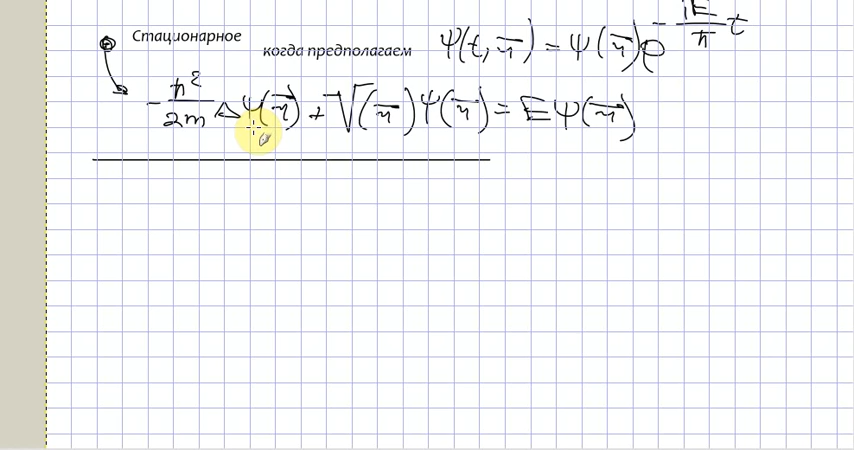 Стационарное
когда предполагаем Ψ(t, r⃗) = Ψ(r⃗) e^(-iE/ħ t)
-ħ²/2m ΔΨ(r⃗) + V(r⃗)Ψ(r⃗) = EΨ(r⃗)